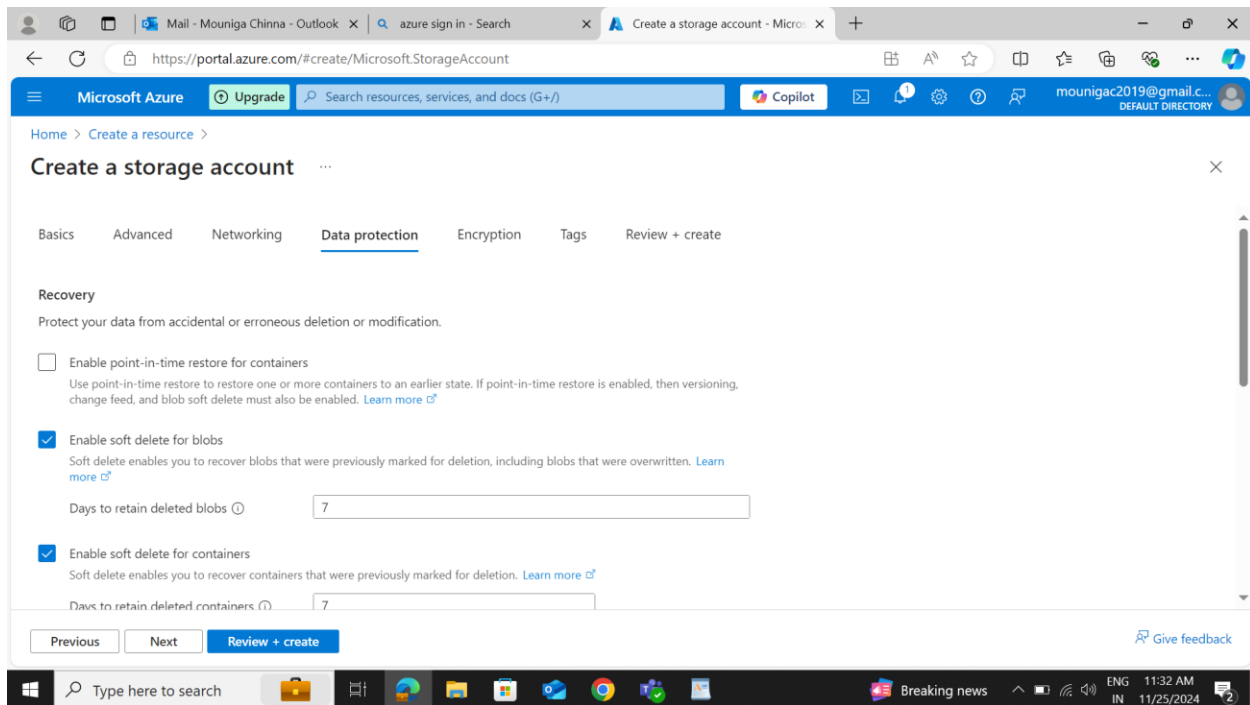 Mail - Mouniga Chinna - Outlook
azure sign in - Search
Create a storage account - Micros
https://portal.azure.com/#create/Microsoft.StorageAccount
Microsoft Azure
Upgrade
Search resources, services, and docs (G+/)
Copilot
1
mounigac2019@gmail.c...
DEFAULT DIRECTORY
Home > Create a resource >
Create a storage account ...
Basics Advanced Networking Data protection Encryption Tags Review + create
Recovery
Protect your data from accidental or erroneous deletion or modification.
Enable point-in-time restore for containers
Use point-in-time restore to restore one or more containers to an earlier state. If point-in-time restore is enabled, then versioning,
change feed, and blob soft delete must also be enabled. Learn more
Enable soft delete for blobs
Soft delete enables you to recover blobs that were previously marked for deletion, including blobs that were overwritten. Learn
more
Days to retain deleted blobs 7
Enable soft delete for containers
Soft delete enables you to recover containers that were previously marked for deletion. Learn more
Days to retain deleted containers 7
Previous Next Review + create Give feedback
Type here to search
Breaking news
ENG
IN
11:32 AM
11/25/2024
2